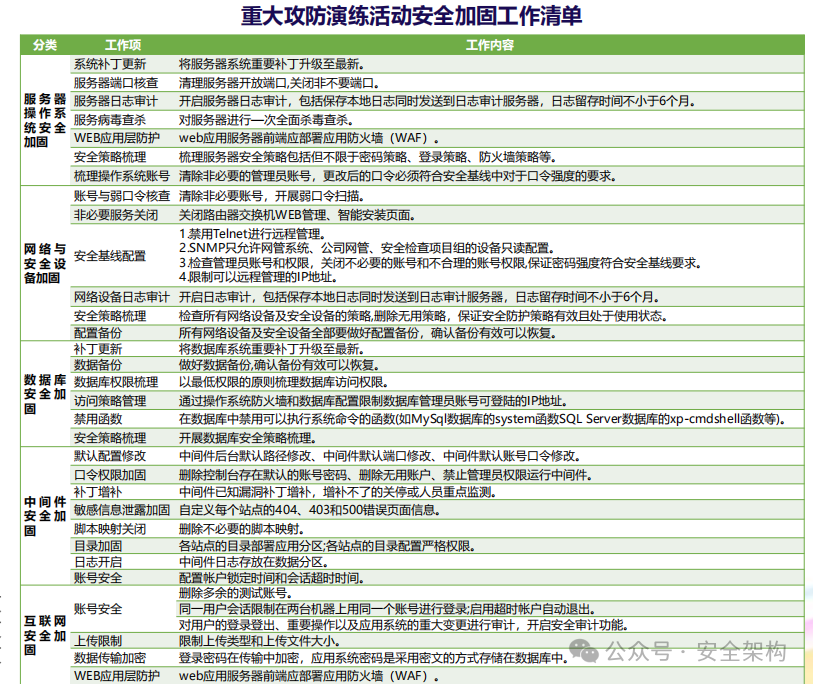 重大攻防演练活动安全加固工作清单
分类 工作项 工作内容
服务器操作系统安全加固
系统补丁更新 将服务器系统重要补丁升级至最新。
服务器端口核查 清理服务器开放端口,关闭非不要端口。
服务器日志审计 开启服务器日志审计，包括保存本地日志同时发送到日志审计服务器，日志留存时间不小于6个月。
服务病毒查杀 对服务器进行一次全面杀毒查杀。
WEB应用层防护 web应用服务器前端应部署应用防火墙（WAF）。
安全策略梳理 梳理服务器安全策略包括但不限于密码策略、登录策略、防火墙策略等。
梳理操作系统账号 清除非必要的管理员账号，更改后的口令必须符合安全基线中对于口令强度的要求。
网络与安全设备加固
账号与弱口令核查 清除非必要账号，开展弱口令扫描。
非必要服务关闭 关闭路由器交换机WEB管理、智能安装页面。
安全基线配置
1.禁用Telnet进行远程管理。
2.SNMP只允许网管系统、公司网管、安全检查项目组的设备只读配置。
3.检查管理员账号和权限，关闭不必要的账号和不合理的账号权限,保证密码强度符合安全基线要求。
4.限制可以远程管理的IP地址。
网络设备日志审计 开启日志审计，包括保存本地日志同时发送到日志审计服务器，日志留存时间不小于6个月。
安全策略梳理 检查所有网络设备及安全设备的策略,删除无用策略，保证安全防护策略有效且处于使用状态。
配置备份 所有网络设备及安全设备全部要做好配置备份，确认备份有效可以恢复。
数据库安全加固
补丁更新 将数据库系统重要补丁升级至最新。
数据备份 做好数据备份,确认备份有效可以恢复。
数据库权限梳理 以最低权限的原则梳理数据库访问权限。
访问策略管理 通过操作系统防火墙和数据库配置限制数据库管理员账号可登陆的IP地址。
禁用函数 在数据库中禁用可以执行系统命令的函数(如MySql数据库的system函数SQL Server数据库的xp-cmdshell函数等)。
安全策略梳理 开展数据库安全策略梳理。
中间件安全加固
默认配置修改 中间件后台默认路径修改、中间件默认端口修改、中间件默认账号口令修改。
口令权限加固 删除控制台存在默认的账号密码、删除无用账户、禁止管理员权限运行中间件。
补丁增补 中间件已知漏洞补丁增补，增补不了的关停或人员重点监测。
敏感信息泄露加固 自定义每个站点的404、403和500错误页面信息。
脚本映射关闭 删除不必要的脚本映射。
目录加固 各站点的目录部署应用分区;各站点的目录配置严格权限。
日志开启 中间件日志存放在数据分区。
账号安全 配置帐户锁定时间和会话超时时间。
互联网安全加固
账号安全
删除多余的测试账号。
同一用户会话限制在两台机器上用同一个账号进行登录;启用超时帐户自动退出。
对用户的登录登出、重要操作以及应用系统的重大变更进行审计，开启安全审计功能。
上传限制 限制上传类型和上传文件大小。
数据传输加密 登录密码在传输中加密，应用系统密码是采用密文的方式存储在数据库中。
WEB应用层防护 web应用服务器前端应部署应用防火墙（WAF）。
公众号 · 安全架构